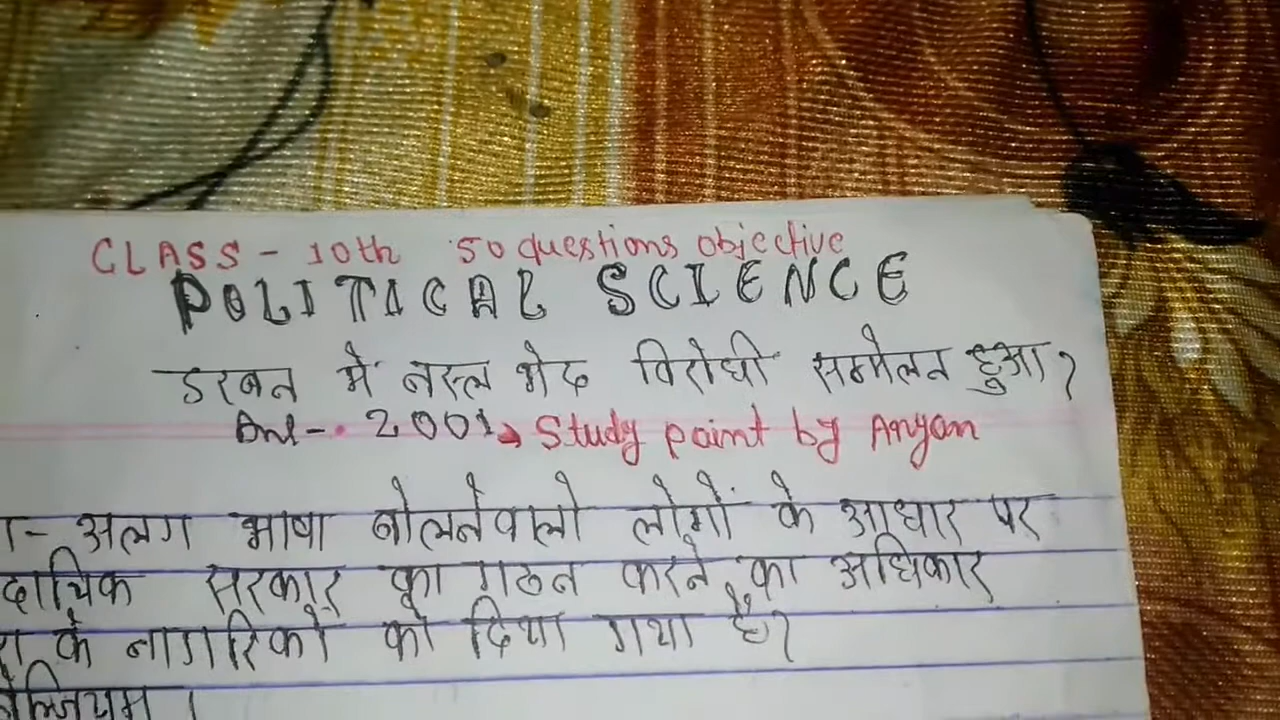 CLASS - 10th 50 questions objective
POLITICAL SCIENCE
डरबन में नस्ल भेद विरोधी सम्मेलन हुआ?
Ans- 2001 Study point by Aryan
- अलग भाषा बोलनेवालो लोगों के आधार पर
दायिक सरकार का गठन करने का अधिकार
के नागरिकों को दिया गया है?
बेल्जियम ।